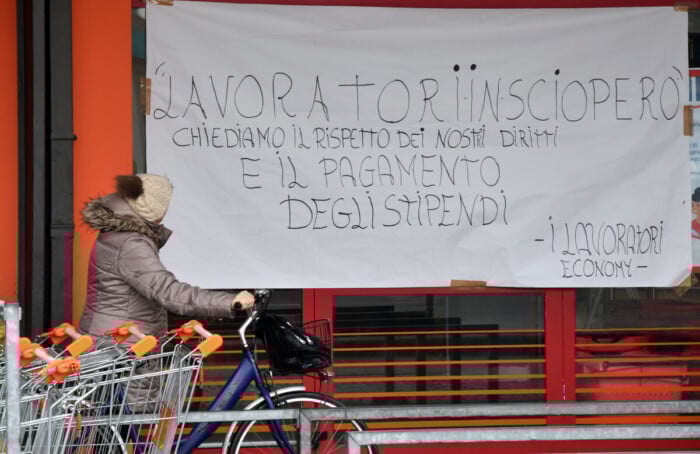 "LAVORATORI IN SCIOPERO"
CHIEDIAMO IL RISPETTO DEI NOSTRI DIRITTI
E IL PAGAMENTO
DEGLI STIPENDI
- I LAVORATORI
ECONOMY -